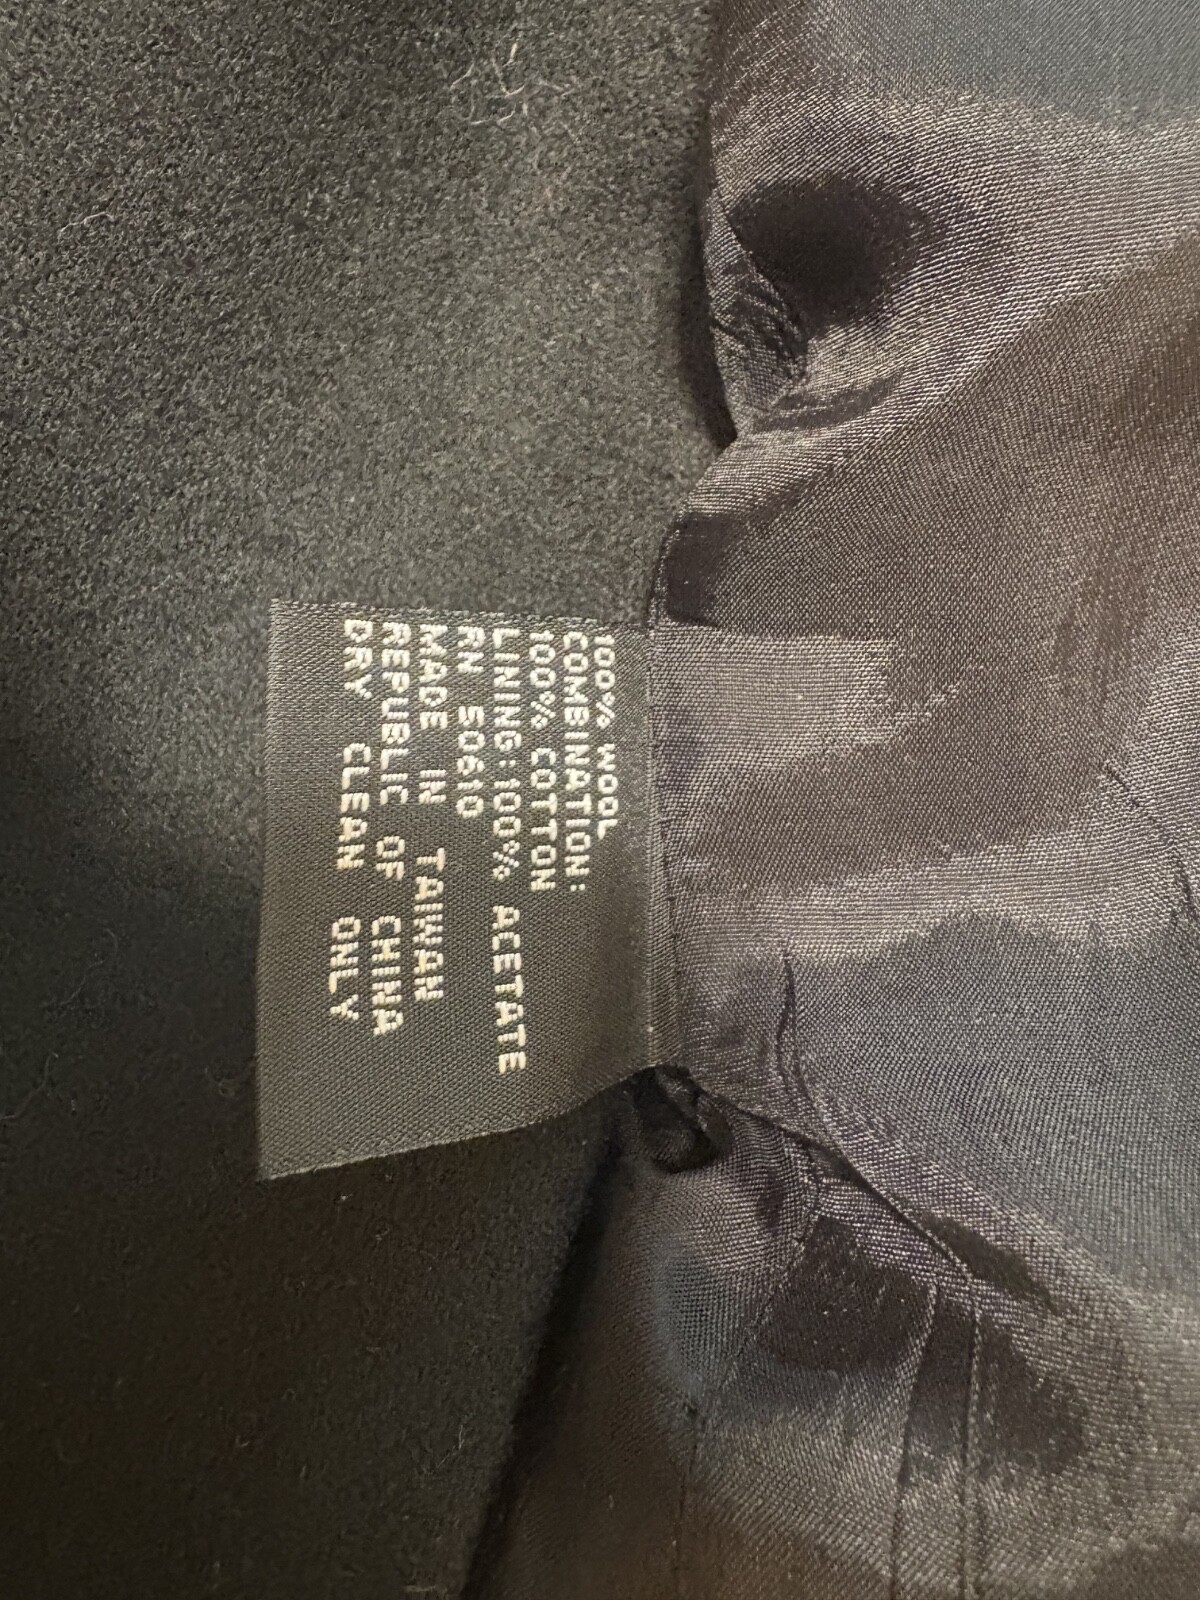 100% WOOL
COMBINATION:
100% COTTON
LINING:100% ACETATE
RN 50610
MADE IN TAIWAN
REPUBLIC OF CHINA
DRY CLEAN ONLY